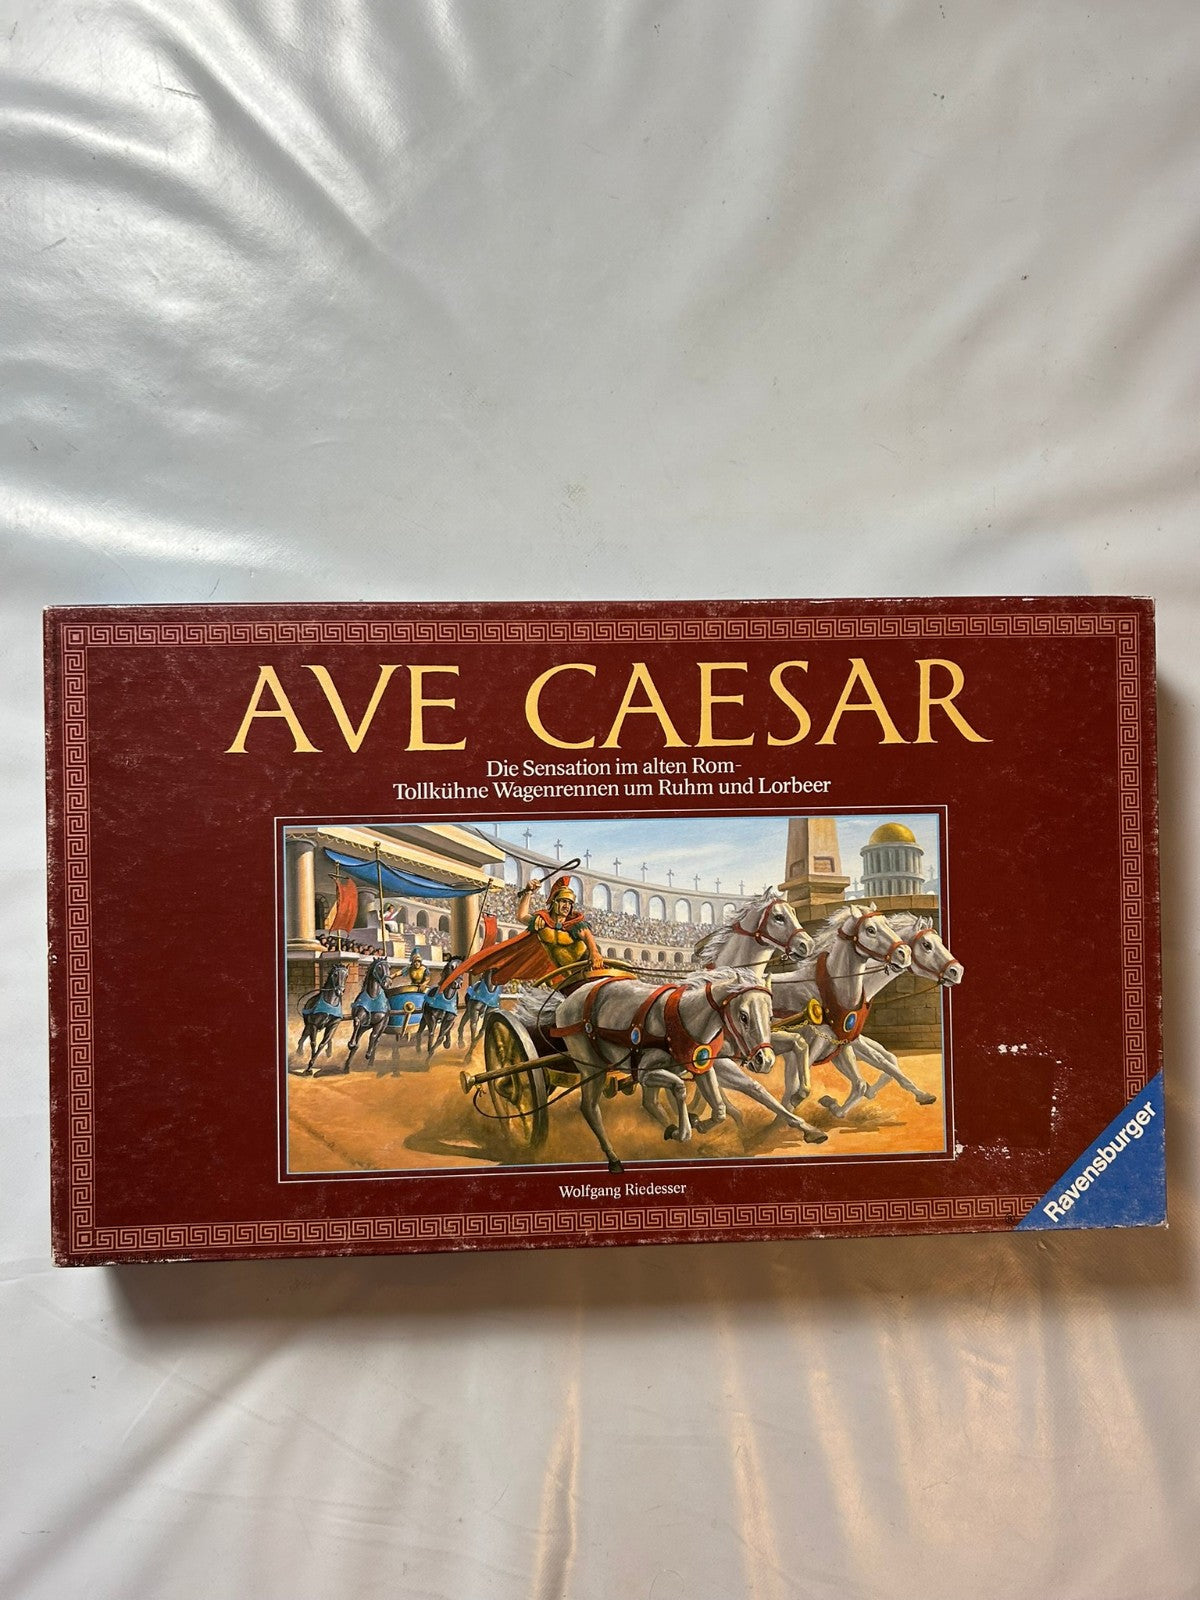 AVE CAESAR
Die Sensation im alten Rom-
Tollkühne Wagenrennen um Ruhm und Lorbeer
Wolfgang Riedesser
Ravensburger